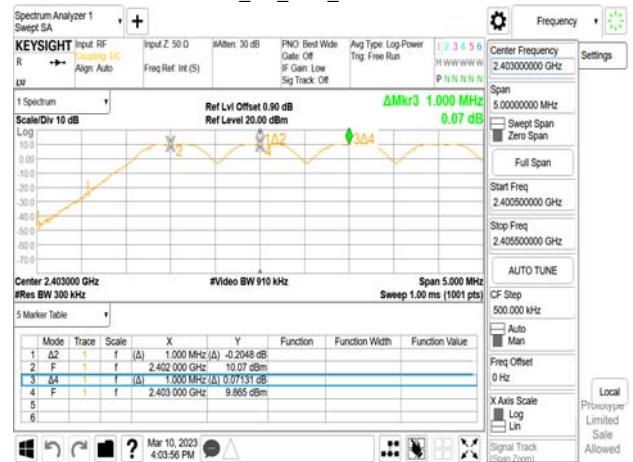 Spectrum Analyzer 1
Swept SA
Frequency
KEYSIGHT Input: RF
Coupling: DC
Align: Auto
Input Z: 50 Ω
Freq Ref: Int (S)
#Atten: 30 dB
PNO: Best Wide
Gate: Off
IF Gain: Low
Sig Track: Off
Avg Type: Log-Power
Trig: Free Run
1 2 3 4 5 6
M W W W W W
P N N N N N
R
Center Frequency
2.403000000 GHz
Settings
Span
5.00000000 MHz
Swept Span
Zero Span
Full Span
Start Freq
2.400500000 GHz
Stop Freq
2.405500000 GHz
AUTO TUNE
CF Step
500.000 kHz
Auto
Man
Freq Offset
0 Hz
X Axis Scale
Log
Lin
Signal Track
(Span Zoom)
Local
Prototype
Limited
Sale
Allowed
1 Spectrum
Scale/Div 10 dB
Ref Lvl Offset 0.90 dB
Ref Level 20.00 dBm
ΔMkr3 1.000 MHz
0.07 dB
Log
10.0
0.00
-10.0
-20.0
-30.0
-40.0
-50.0
-60.0
-70.0
2
1Δ2
4
3Δ4
Center 2.403000 GHz
#Res BW 300 kHz
#Video BW 910 kHz
Span 5.000 MHz
Sweep 1.00 ms (1001 pts)
5 Marker Table
Mode Trace Scale X Y Function Function Width Function Value
1 Δ2 1 f (Δ) 1.000 MHz (Δ) -0.2048 dB
2 F 1 f 2.402 000 GHz 10.07 dBm
3 Δ4 1 f (Δ) 1.000 MHz (Δ) 0.07131 dB
4 F 1 f 2.403 000 GHz 9.865 dBm
5
6
Mar 10, 2023
4:03:56 PM